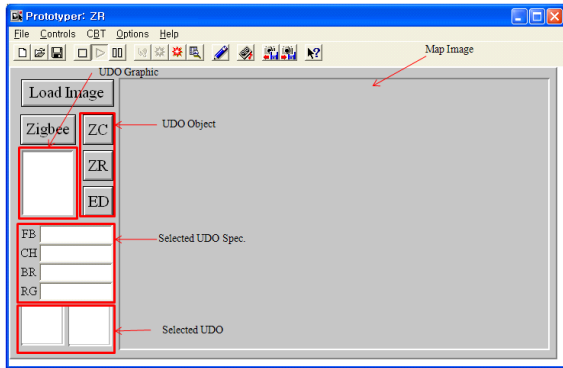 Prototyper: ZR
File Controls CBT Options Help
Map Image
UDO Graphic
Load Image
Zigbee ZC
UDO Object
ZR
ED
FB
Selected UDO Spec.
CH
BR
RG
Selected UDO